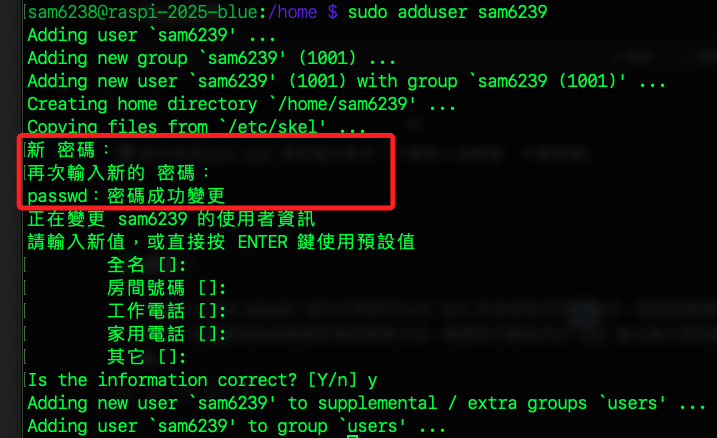 sam6238@raspi-2025-blue:/home $ sudo adduser sam6239
Adding user `sam6239' ...
Adding new group `sam6239' (1001) ...
Adding new user `sam6239' (1001) with group `sam6239 (1001)' ...
Creating home directory `/home/sam6239' ...
Copying files from `/etc/skel' ...
新 密碼：
再次輸入新的 密碼：
passwd：密碼成功變更
正在變更 sam6239 的使用者資訊
請輸入新值，或直接按 ENTER 鍵使用預設值
全名 []:
房間號碼 []:
工作電話 []:
家用電話 []:
其它 []:
Is the information correct? [Y/n] y
Adding new user `sam6239' to supplemental / extra groups `users' ...
Adding user `sam6239' to group `users' ...